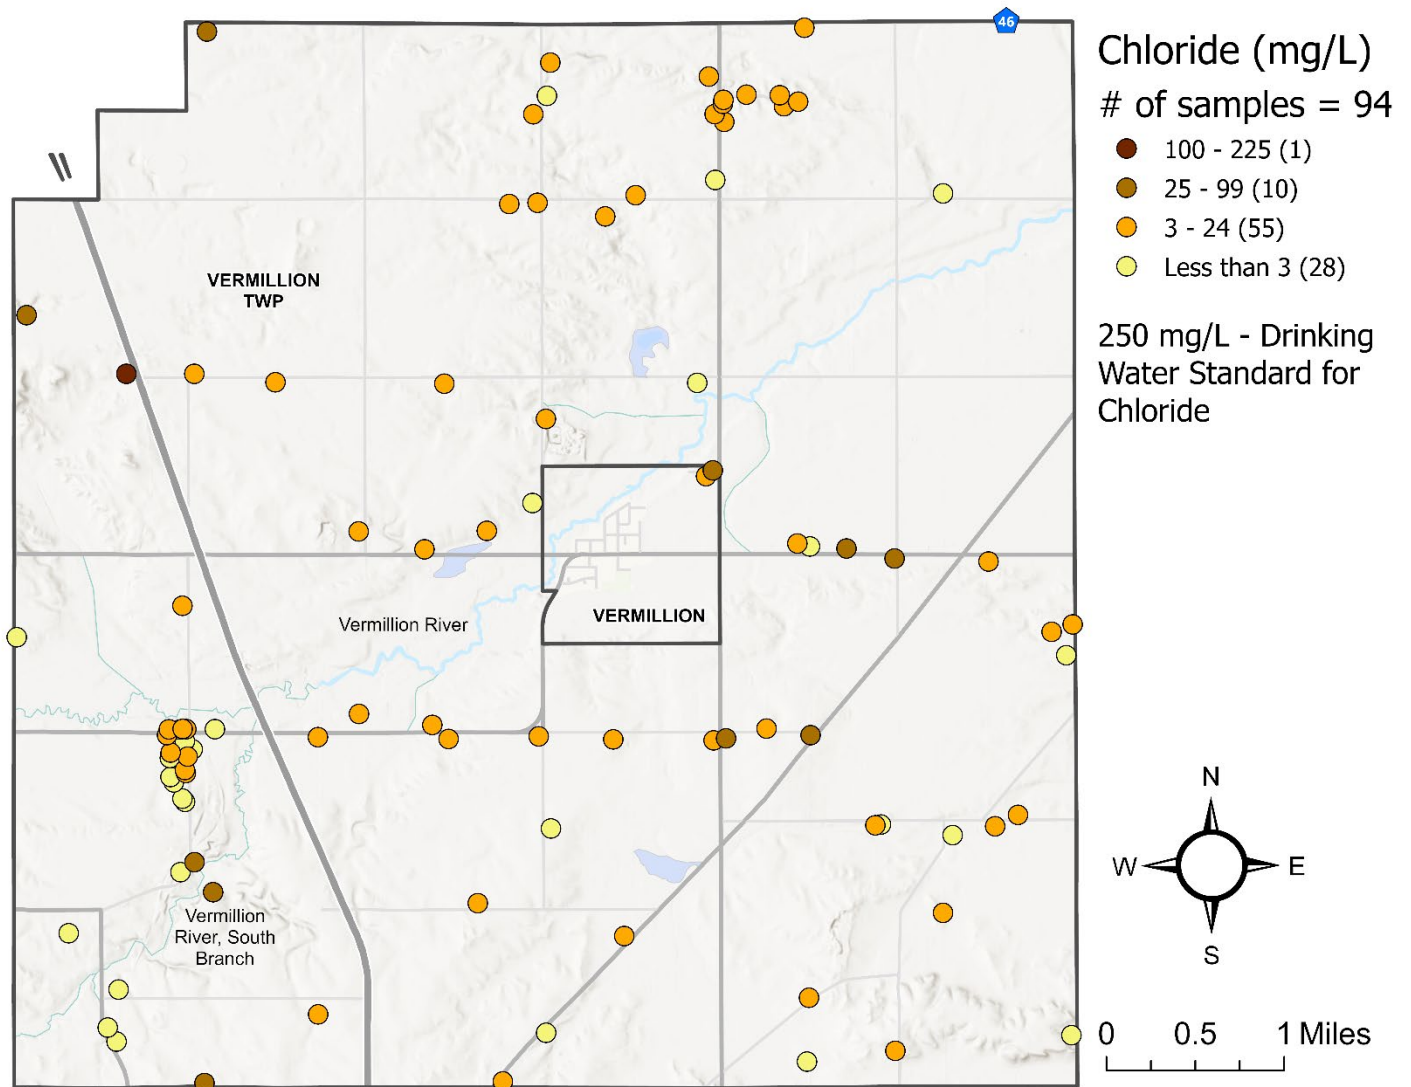 46
Chloride (mg/L)
# of samples = 94
100 - 225 (1)
25 - 99 (10)
3 - 24 (55)
Less than 3 (28)
250 mg/L - Drinking
Water Standard for
Chloride
VERMILLION
TWP
VERMILLION
Vermillion River
Vermillion
River, South
Branch
N
W E
S
0 0.5 1 Miles